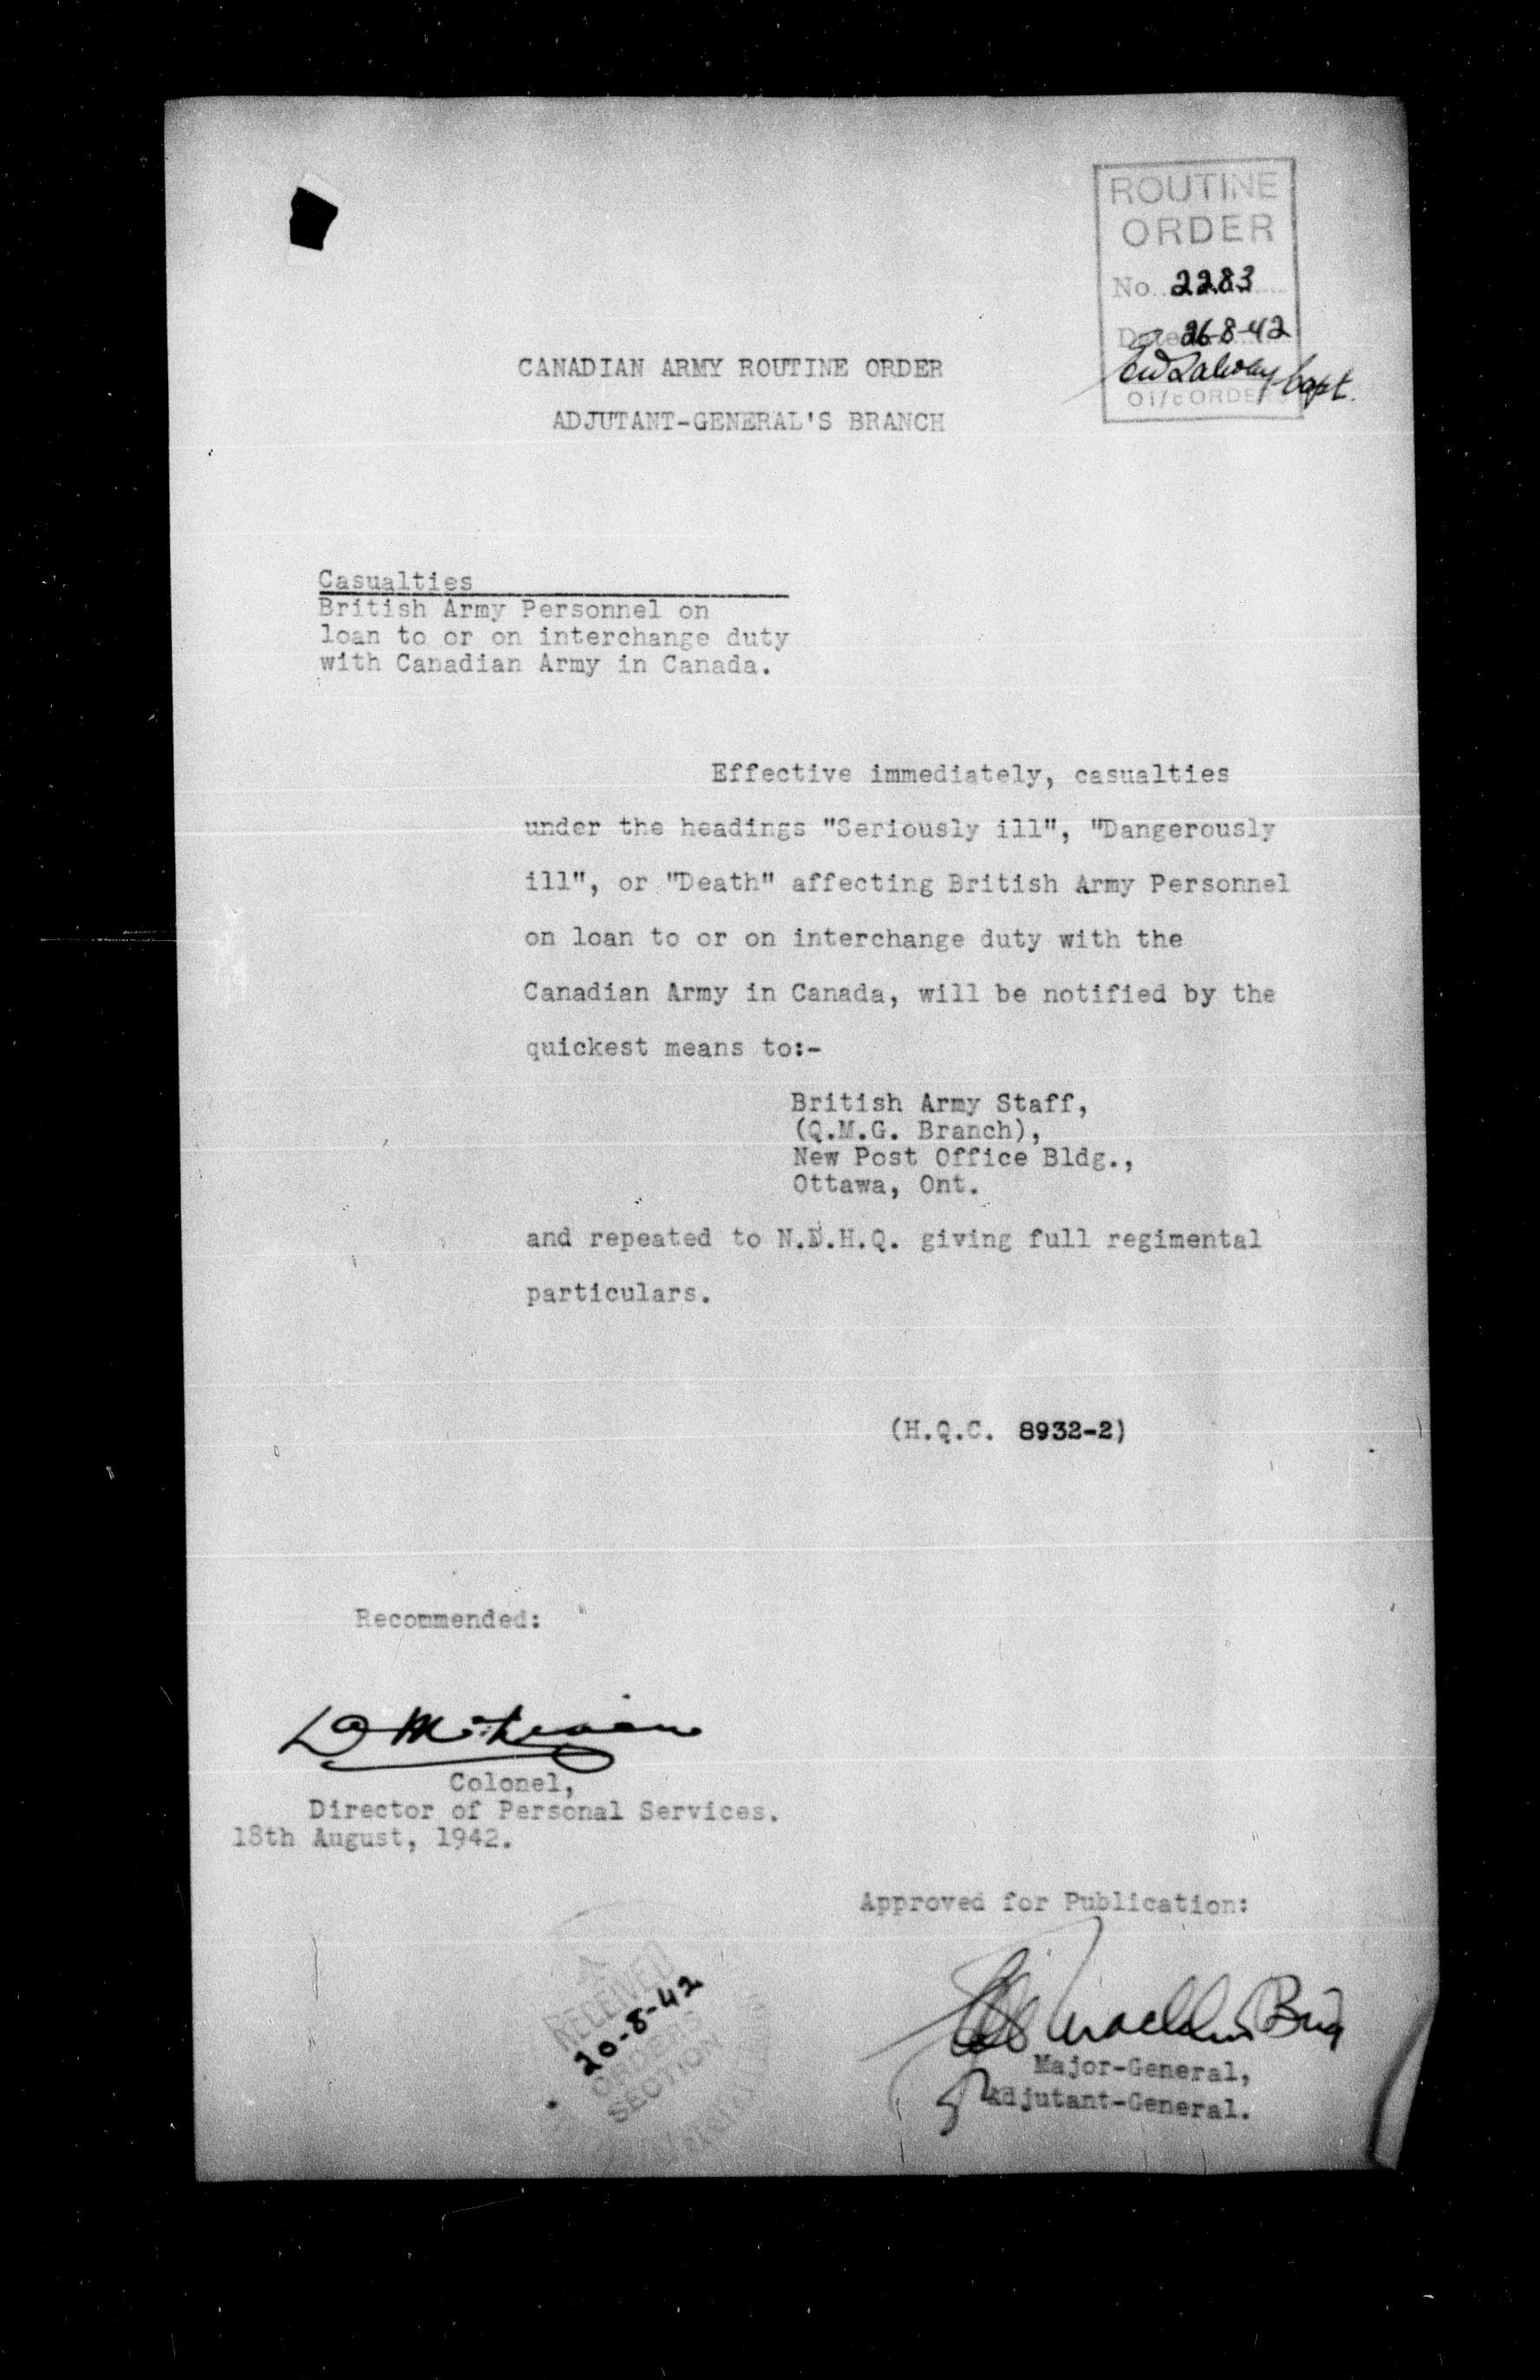 ROUTINE
ORDER
No. 2283
Date 26-8-42
Capt.
O i/c ORDERS
CANADIAN ARMY ROUTINE ORDER
ADJUTANT-GENERAL'S BRANCH
Casualties
British Army Personnel on
loan to or on interchange duty
with Canadian Army in Canada.
Effective immediately, casualties
under the headings "Seriously ill", "Dangerously
ill", or "Death" affecting British Army Personnel
on loan to or on interchange duty with the
Canadian Army in Canada, will be notified by the
quickest means to:-
British Army Staff,
(Q.M.G. Branch),
New Post Office Bldg.,
Ottawa, Ont.
and repeated to N.D.H.Q. giving full regimental
particulars.
(H.Q.C. 8932-2)
Recommended:
Colonel,
Director of Personal Services.
18th August, 1942.
Approved for Publication:
Brig
Major-General,
Adjutant-General.
RECEIVED
20-8-42
ORDERS
SECTION